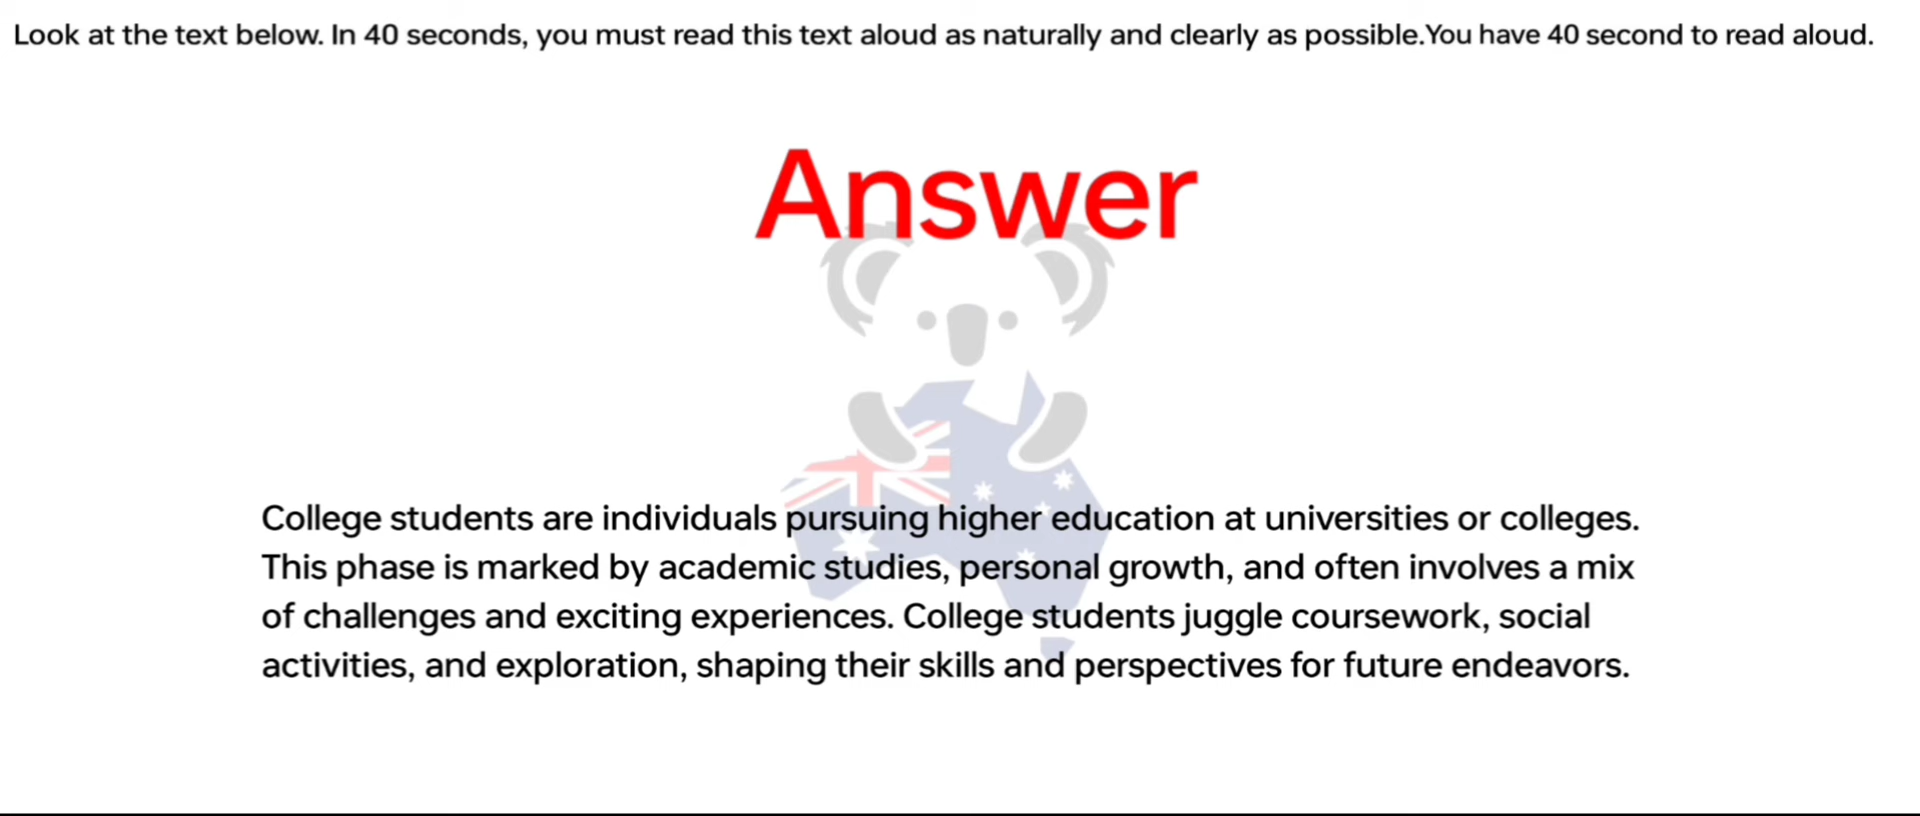 Look at the text below. In 40 seconds, you must read this text aloud as naturally and clearly as possible.You have 40 second to read aloud.
Answer
College students are individuals pursuing higher education at universities or colleges.
This phase is marked by academic studies, personal growth, and often involves a mix
of challenges and exciting experiences. College students juggle coursework, social
activities, and exploration, shaping their skills and perspectives for future endeavors.